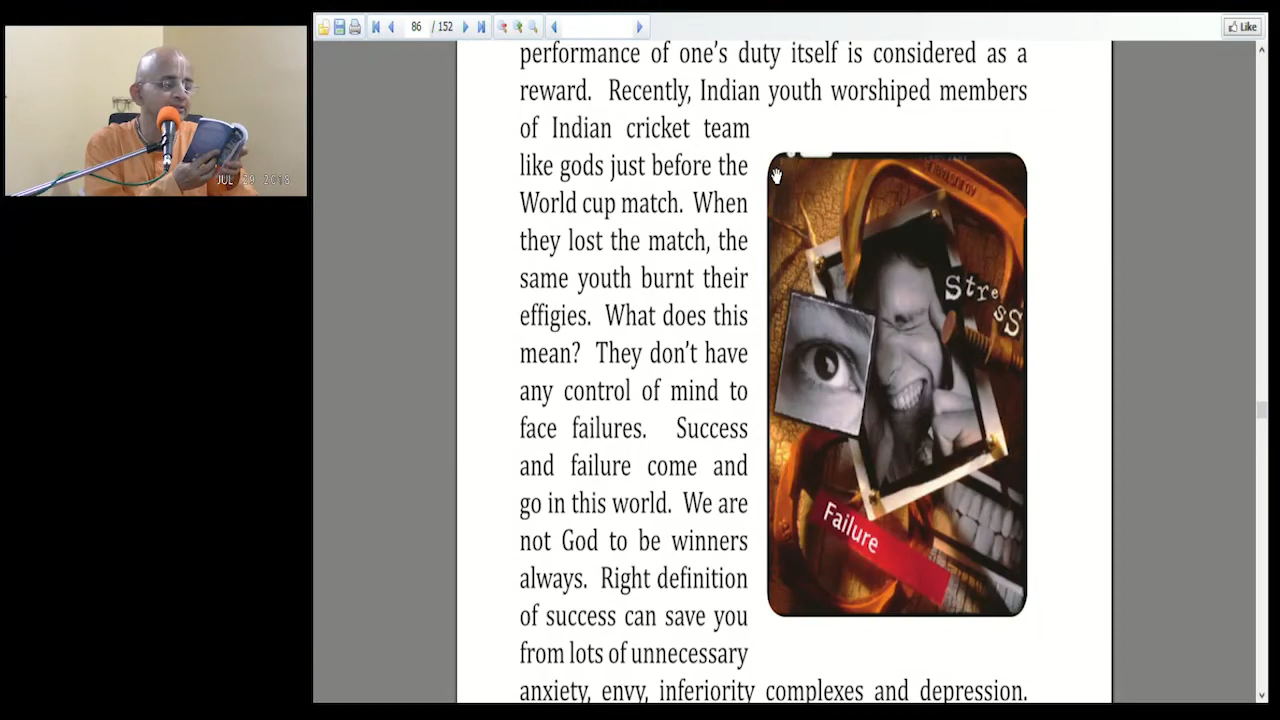 86 / 152
Like
performance of one's duty itself is considered as a
reward. Recently, Indian youth worshiped members
of Indian cricket team
like gods just before the
World cup match. When
they lost the match, the
same youth burnt their
effigies. What does this
mean? They don't have
any control of mind to
face failures. Success
and failure come and
go in this world. We are
not God to be winners
always. Right definition
of success can save you
from lots of unnecessary
anxiety, envy, inferiority complexes and depression.
Stress
Failure
JUL 29 2018